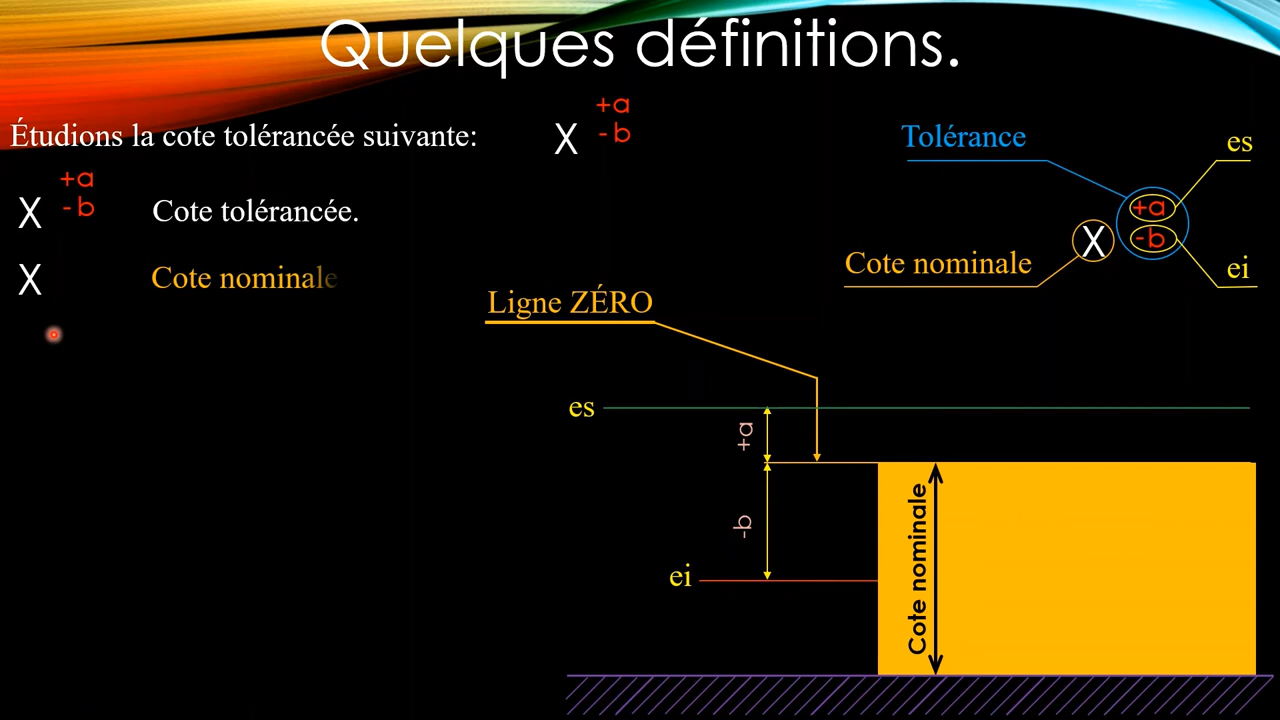 Quelques définitions.
Étudions la cote tolérancée suivante:
X +a -b
X +a -b Cote tolérancée.
X Cote nominale
Tolérance
es
+a
X -b
Cote nominale
ei
Ligne ZÉRO
es
+a
-b
ei
Cote nominale